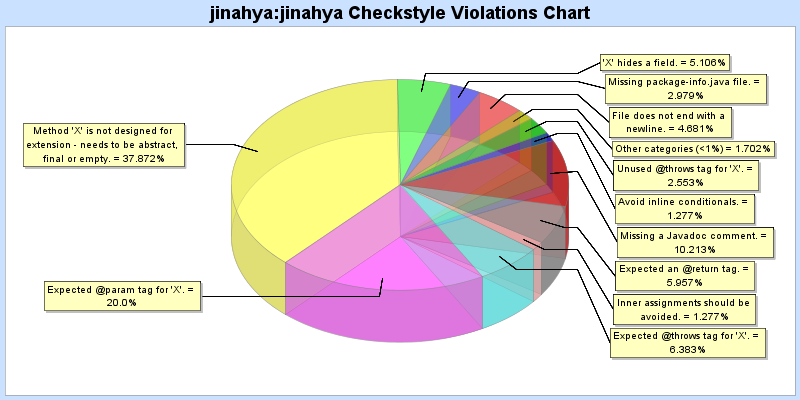 jinahya:jinahya Checkstyle Violations Chart
'X' hides a field. = 5.106%
Missing package-info.java file. =
2.979%
File does not end with a
newline. = 4.681%
Other categories (<1%) = 1.702%
Unused @throws tag for 'X'. =
2.553%
Avoid inline conditionals. =
1.277%
Missing a Javadoc comment. =
10.213%
Expected an @return tag. =
5.957%
Inner assignments should be
avoided. = 1.277%
Expected @throws tag for 'X'. =
6.383%
Expected @param tag for 'X'. =
20.0%
Method 'X' is not designed for
extension - needs to be abstract,
final or empty. = 37.872%